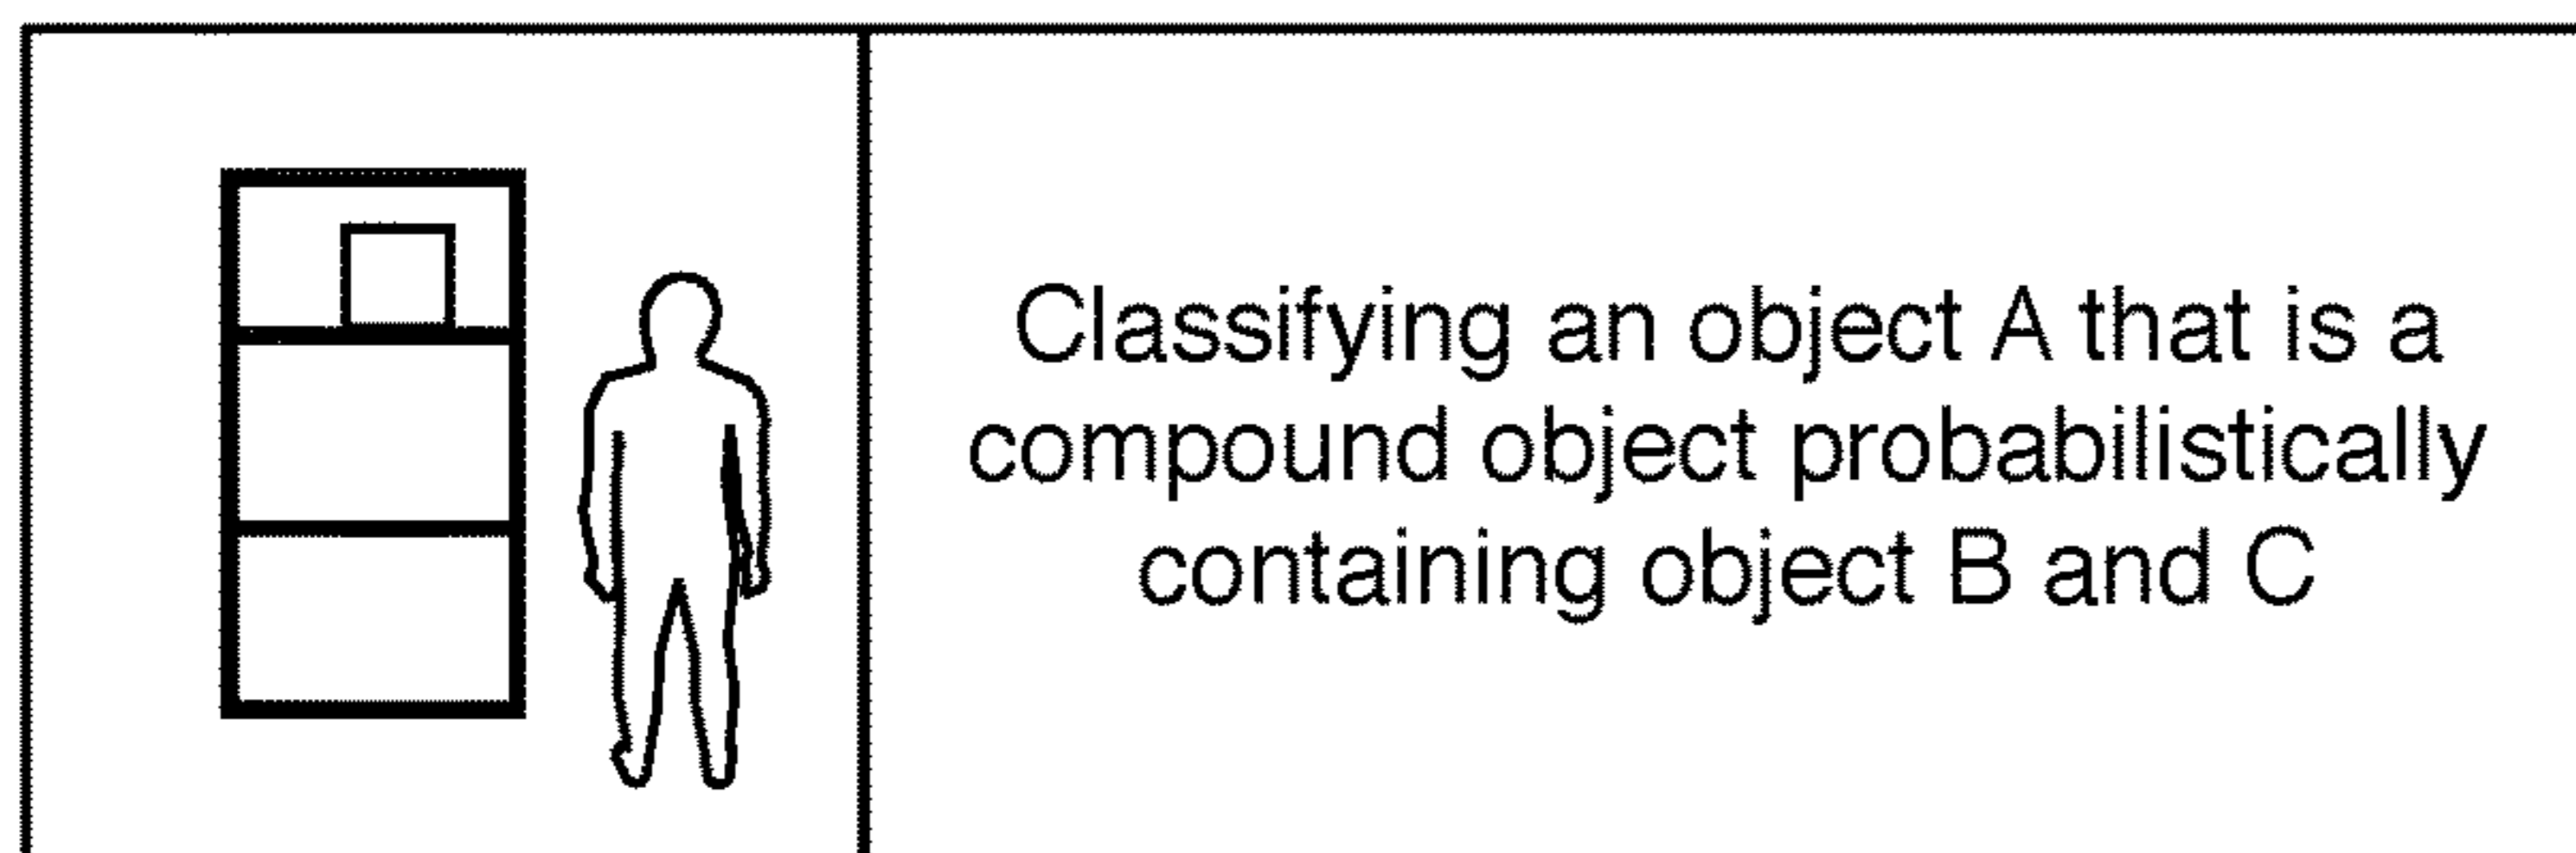 Classifying an object A that is a
compound object probabilistically
containing object B and C